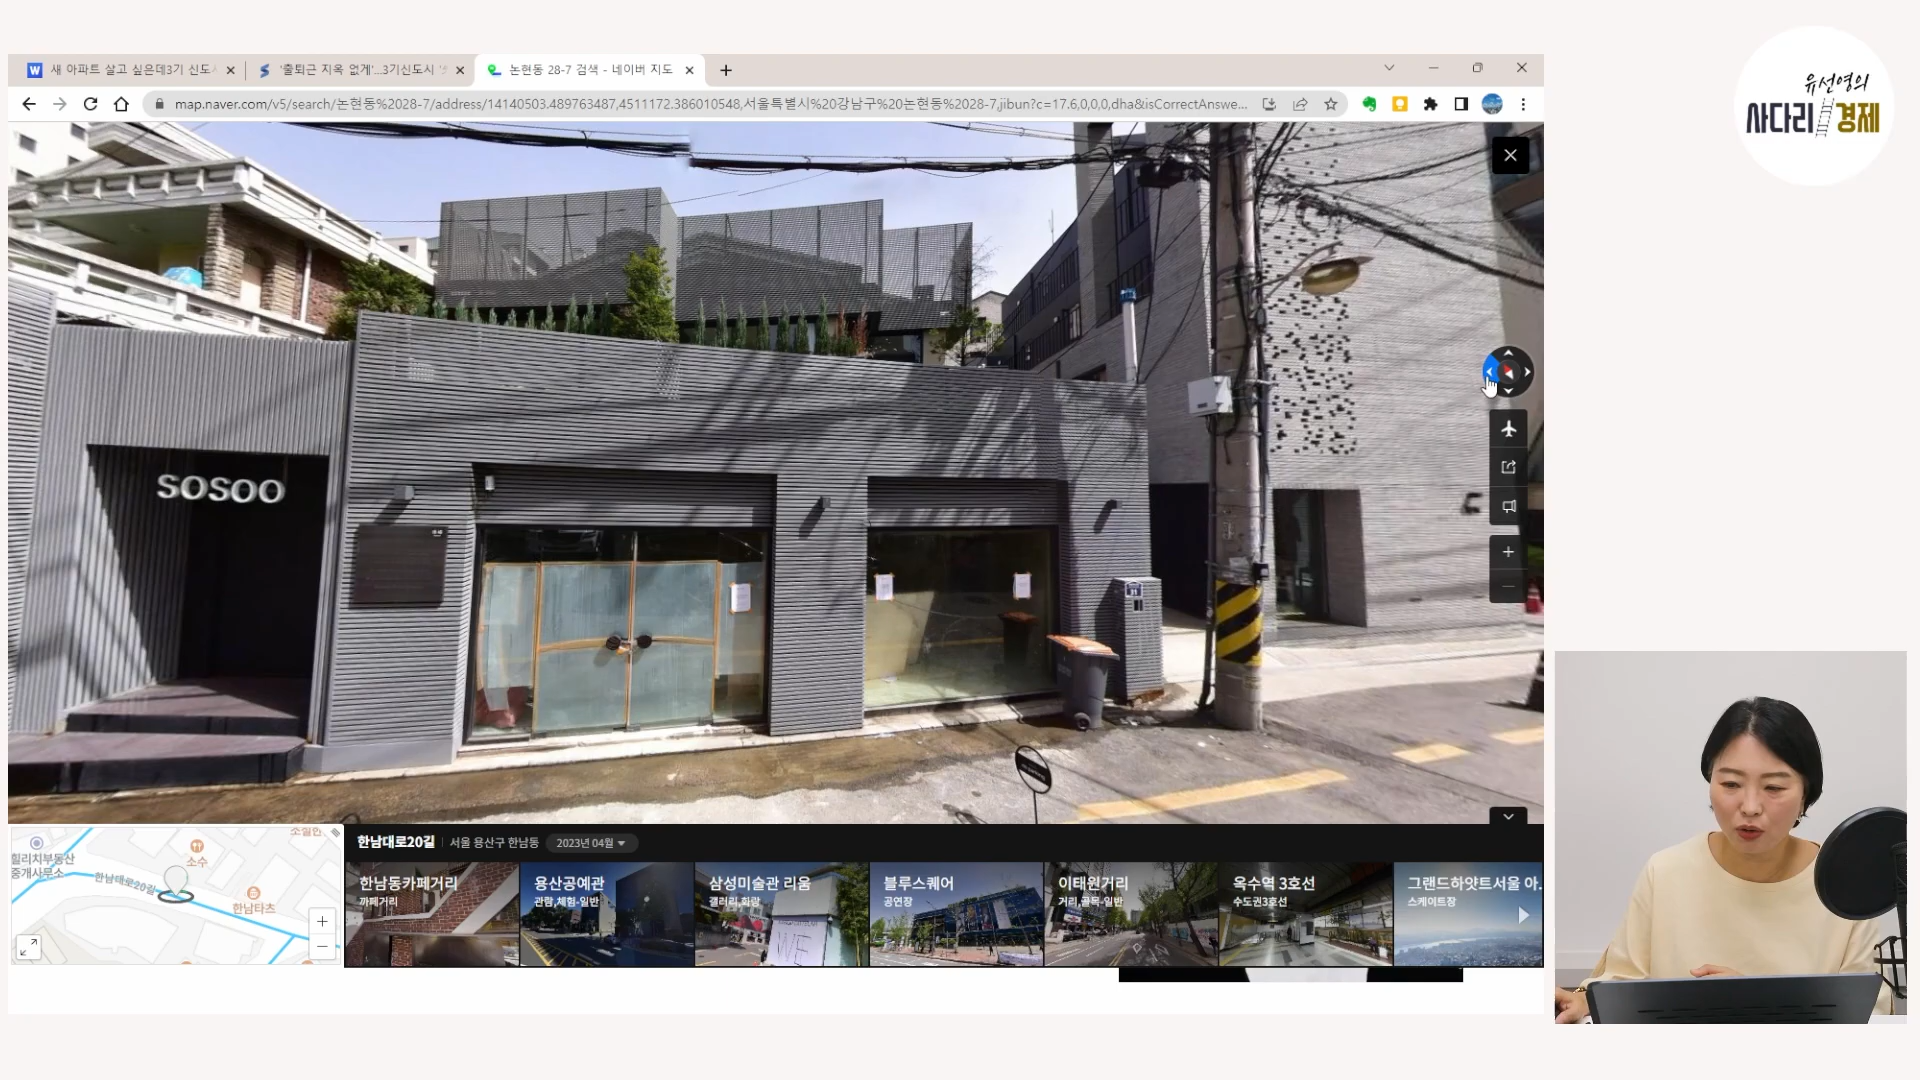 새 아파트 살고 싶은데3기 신도
'출퇴근 지옥 없게'...3기신도시
논현동 28-7 검색 - 네이버 지도
map.naver.com/v5/search/논현동%2028-7/address/14140503.489763487,4511172.386010548,서울특별시%20강남구%20논현동%2028-7,jibun?c=17.6,0,0,0,dha&isCorrectAnswe...
유선영의
사다리 경제
SOSOO
소일한
힐리치부동산
중개사무소
소수
한남대로20길
한남타츠
한남대로20길 서울 용산구 한남동 2023년 04월
한남동카페거리
까페거리
용산공예관
관람,체험-일반
삼성미술관 리움
갤러리,화랑
블루스퀘어
공연장
이태원거리
거리,골목-일반
옥수역 3호선
수도권3호선
그랜드하얏트서울 아.
스케이트장